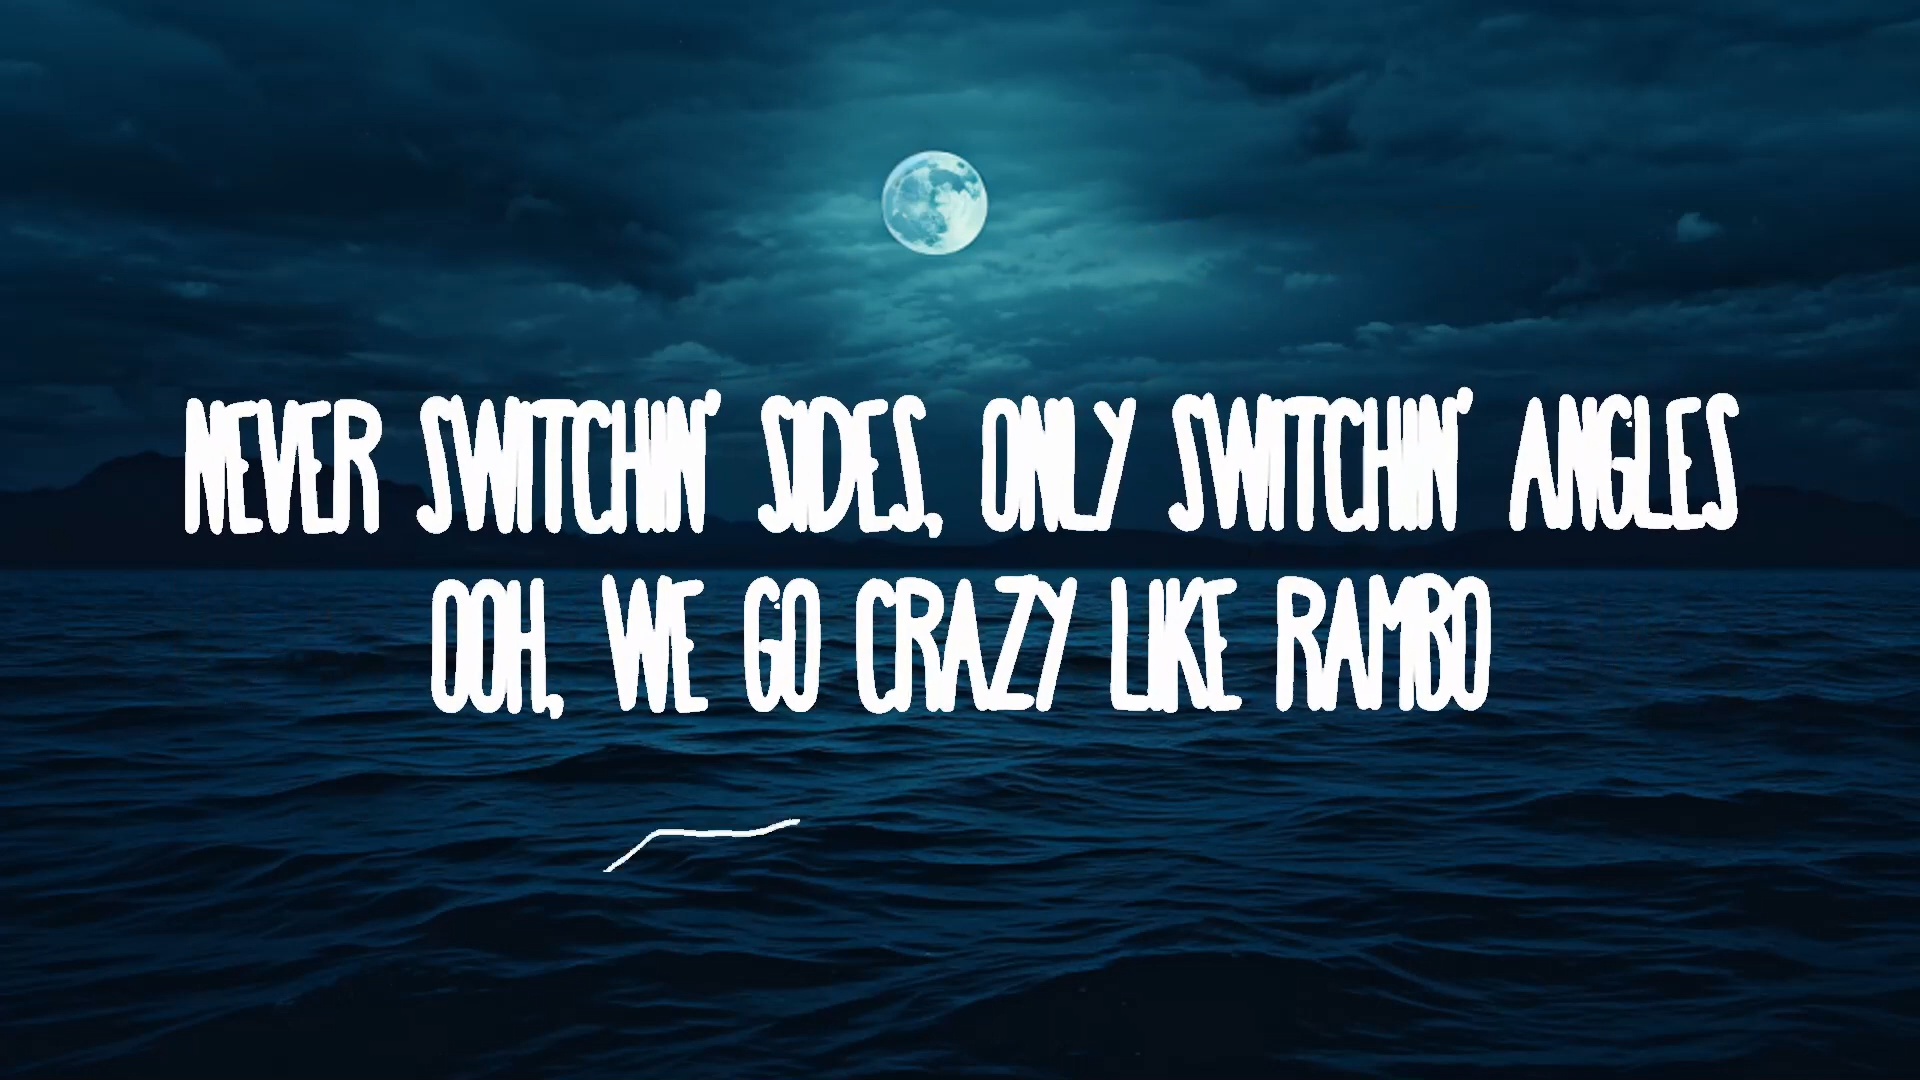 NEVER SWITCHIN' SIDES, ONLY SWITCHIN' ANGLES
OOH, WE GO CRAZY LIKE RAMBO